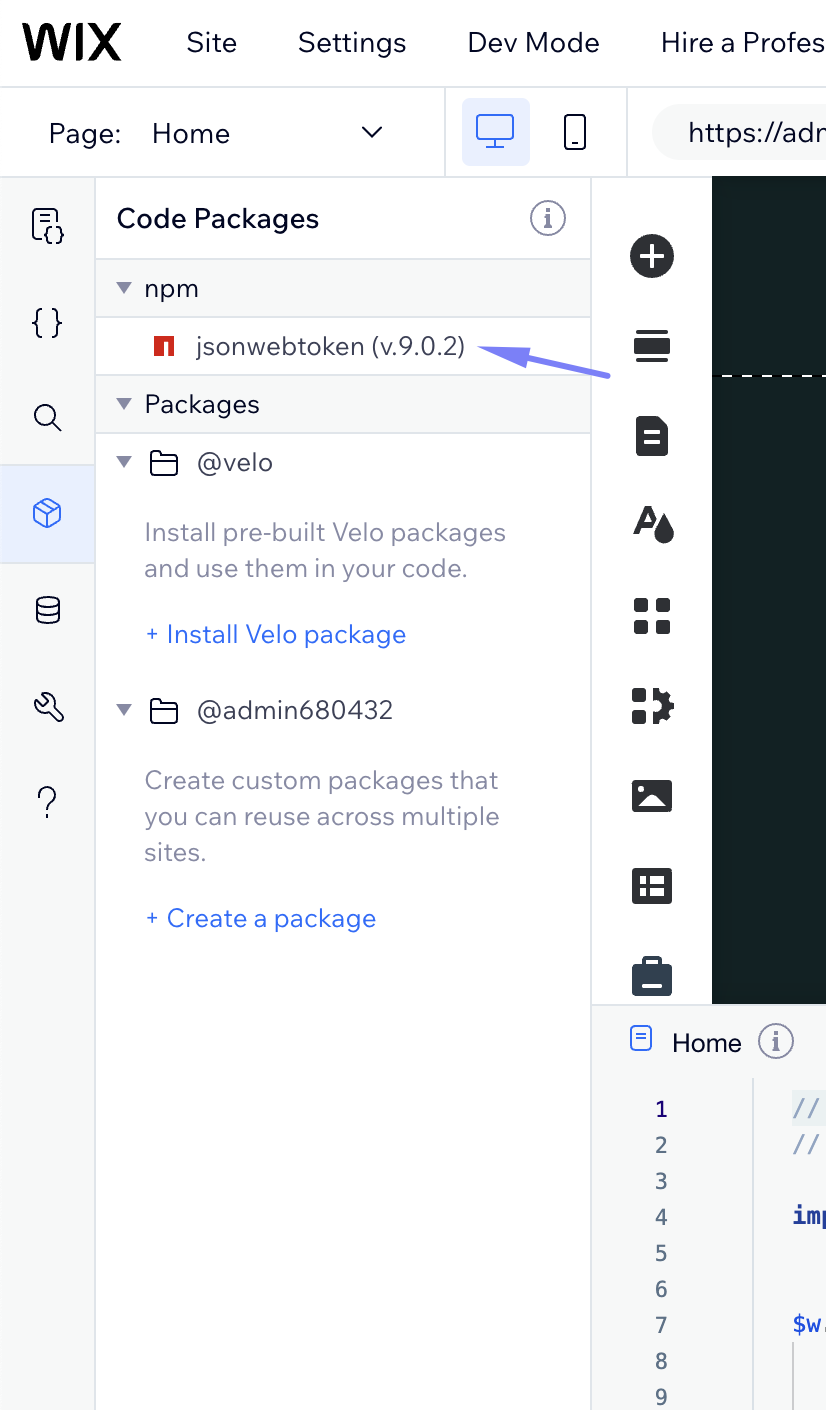 WIX Site Settings Dev Mode Hire a Profes
Page: Home https://adm
Code Packages
npm
jsonwebtoken (v.9.0.2)
Packages
@velo
Install pre-built Velo packages
and use them in your code.
+ Install Velo package
@admin680432
Create custom packages that
you can reuse across multiple
sites.
+ Create a package
Home
1 //
2 //
3
4 imp
5
6
7 $w.
8
9